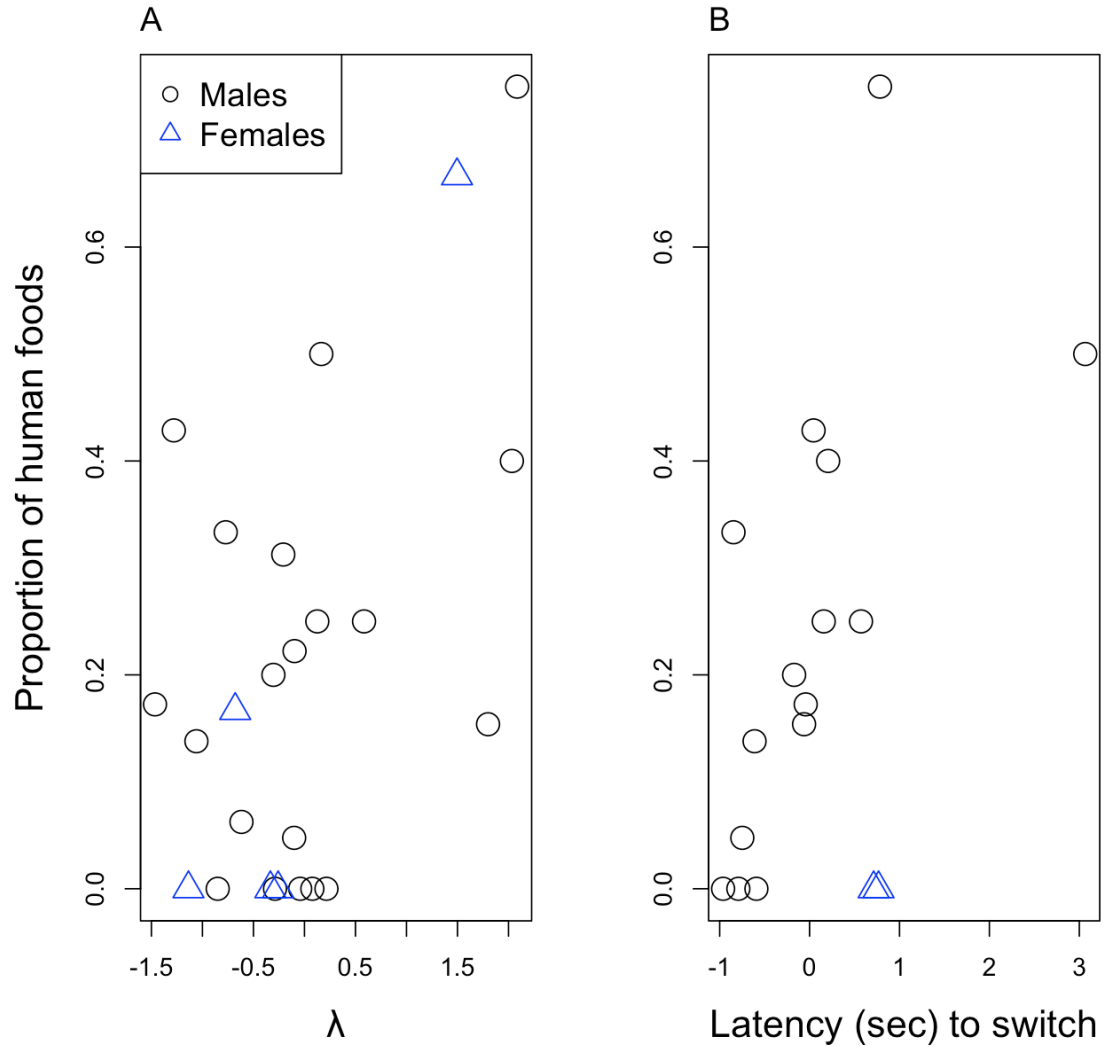 A
B
Males
Females
Proportion of human foods
0.0
0.2
0.4
0.6
0.0
0.2
0.4
0.6
-1.5
-0.5
0.5
1.5
-1
0
1
2
3
λ
Latency (sec) to switch